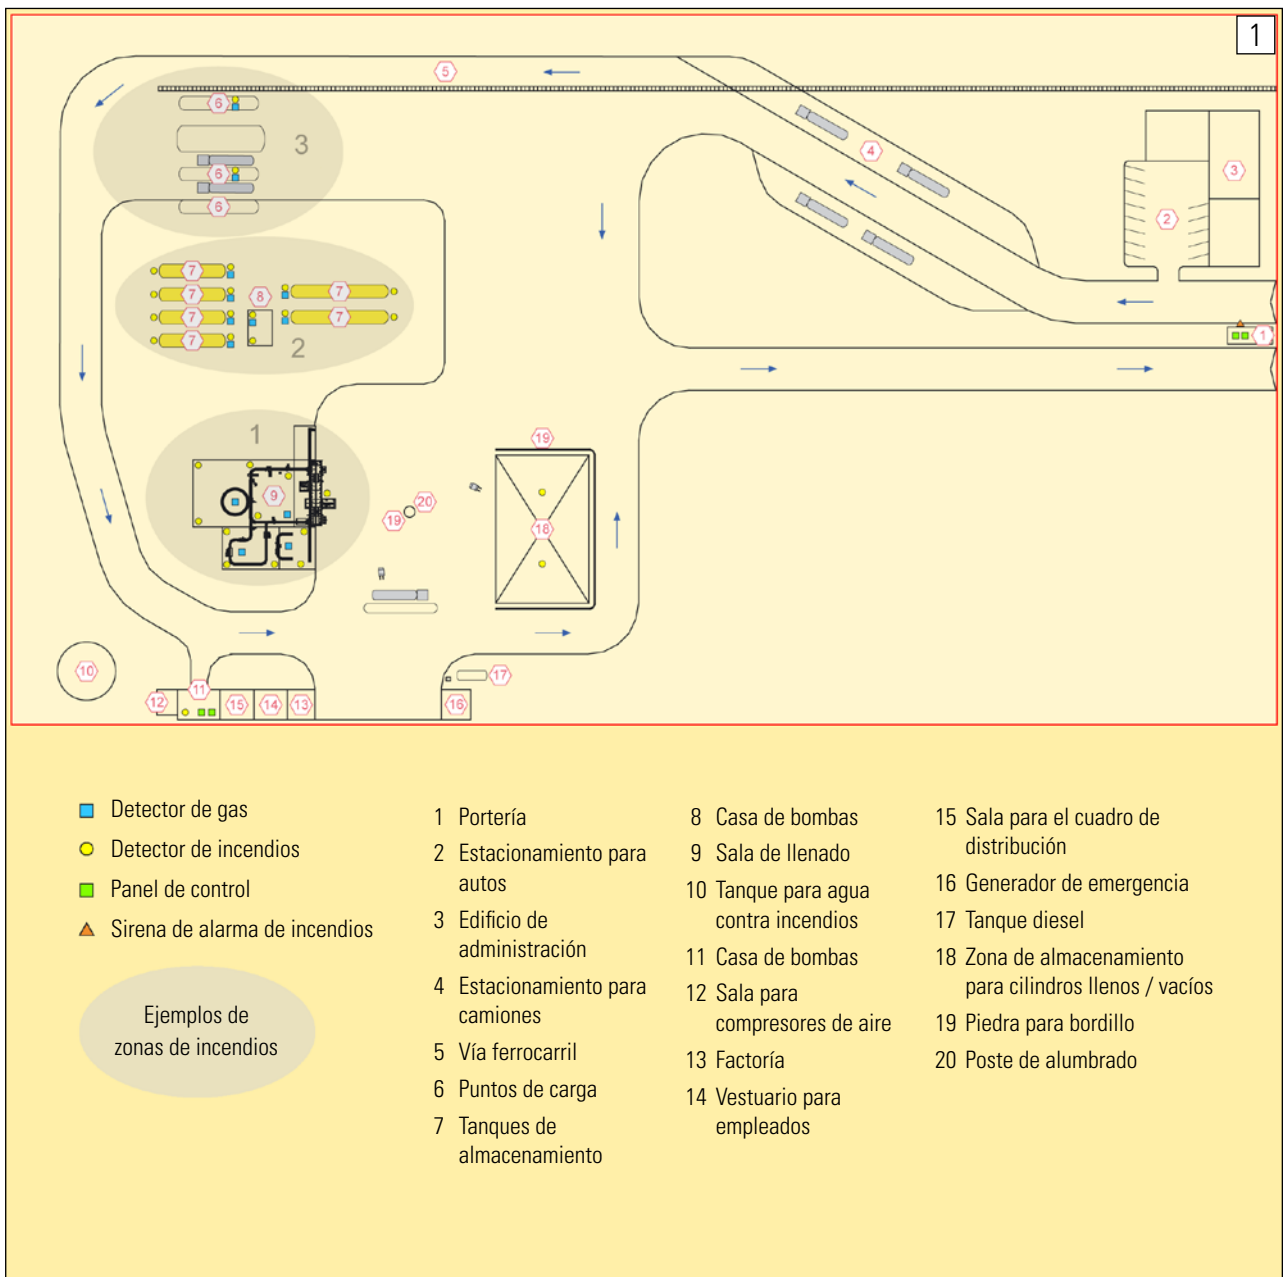 1
5
6
3
6
6
4
3
2
7
7
8
7
7
7
7
7
2
1
1
9
19
20
19
18
10
11
12
15
14
13
17
16
Detector de gas
Detector de incendios
Panel de control
Sirena de alarma de incendios
Ejemplos de
zonas de incendios
1 Portería
2 Estacionamiento para
autos
3 Edificio de
administración
4 Estacionamiento para
camiones
5 Vía ferrocarril
6 Puntos de carga
7 Tanques de
almacenamiento
8 Casa de bombas
9 Sala de llenado
10 Tanque para agua
contra incendios
11 Casa de bombas
12 Sala para
compresores de aire
13 Factoría
14 Vestuario para
empleados
15 Sala para el cuadro de
distribución
16 Generador de emergencia
17 Tanque diesel
18 Zona de almacenamiento
para cilindros llenos / vacíos
19 Piedra para bordillo
20 Poste de alumbrado